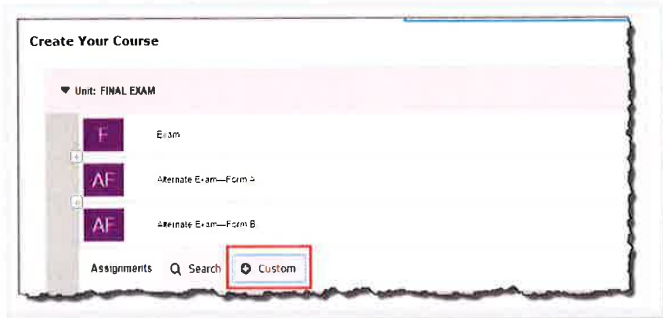 Create Your Course
Unit: FINAL EXAM
F
Exam
AF
Alternate Exam—Form A
AF
Alternate Exam—Form B
Assignments Search Custom